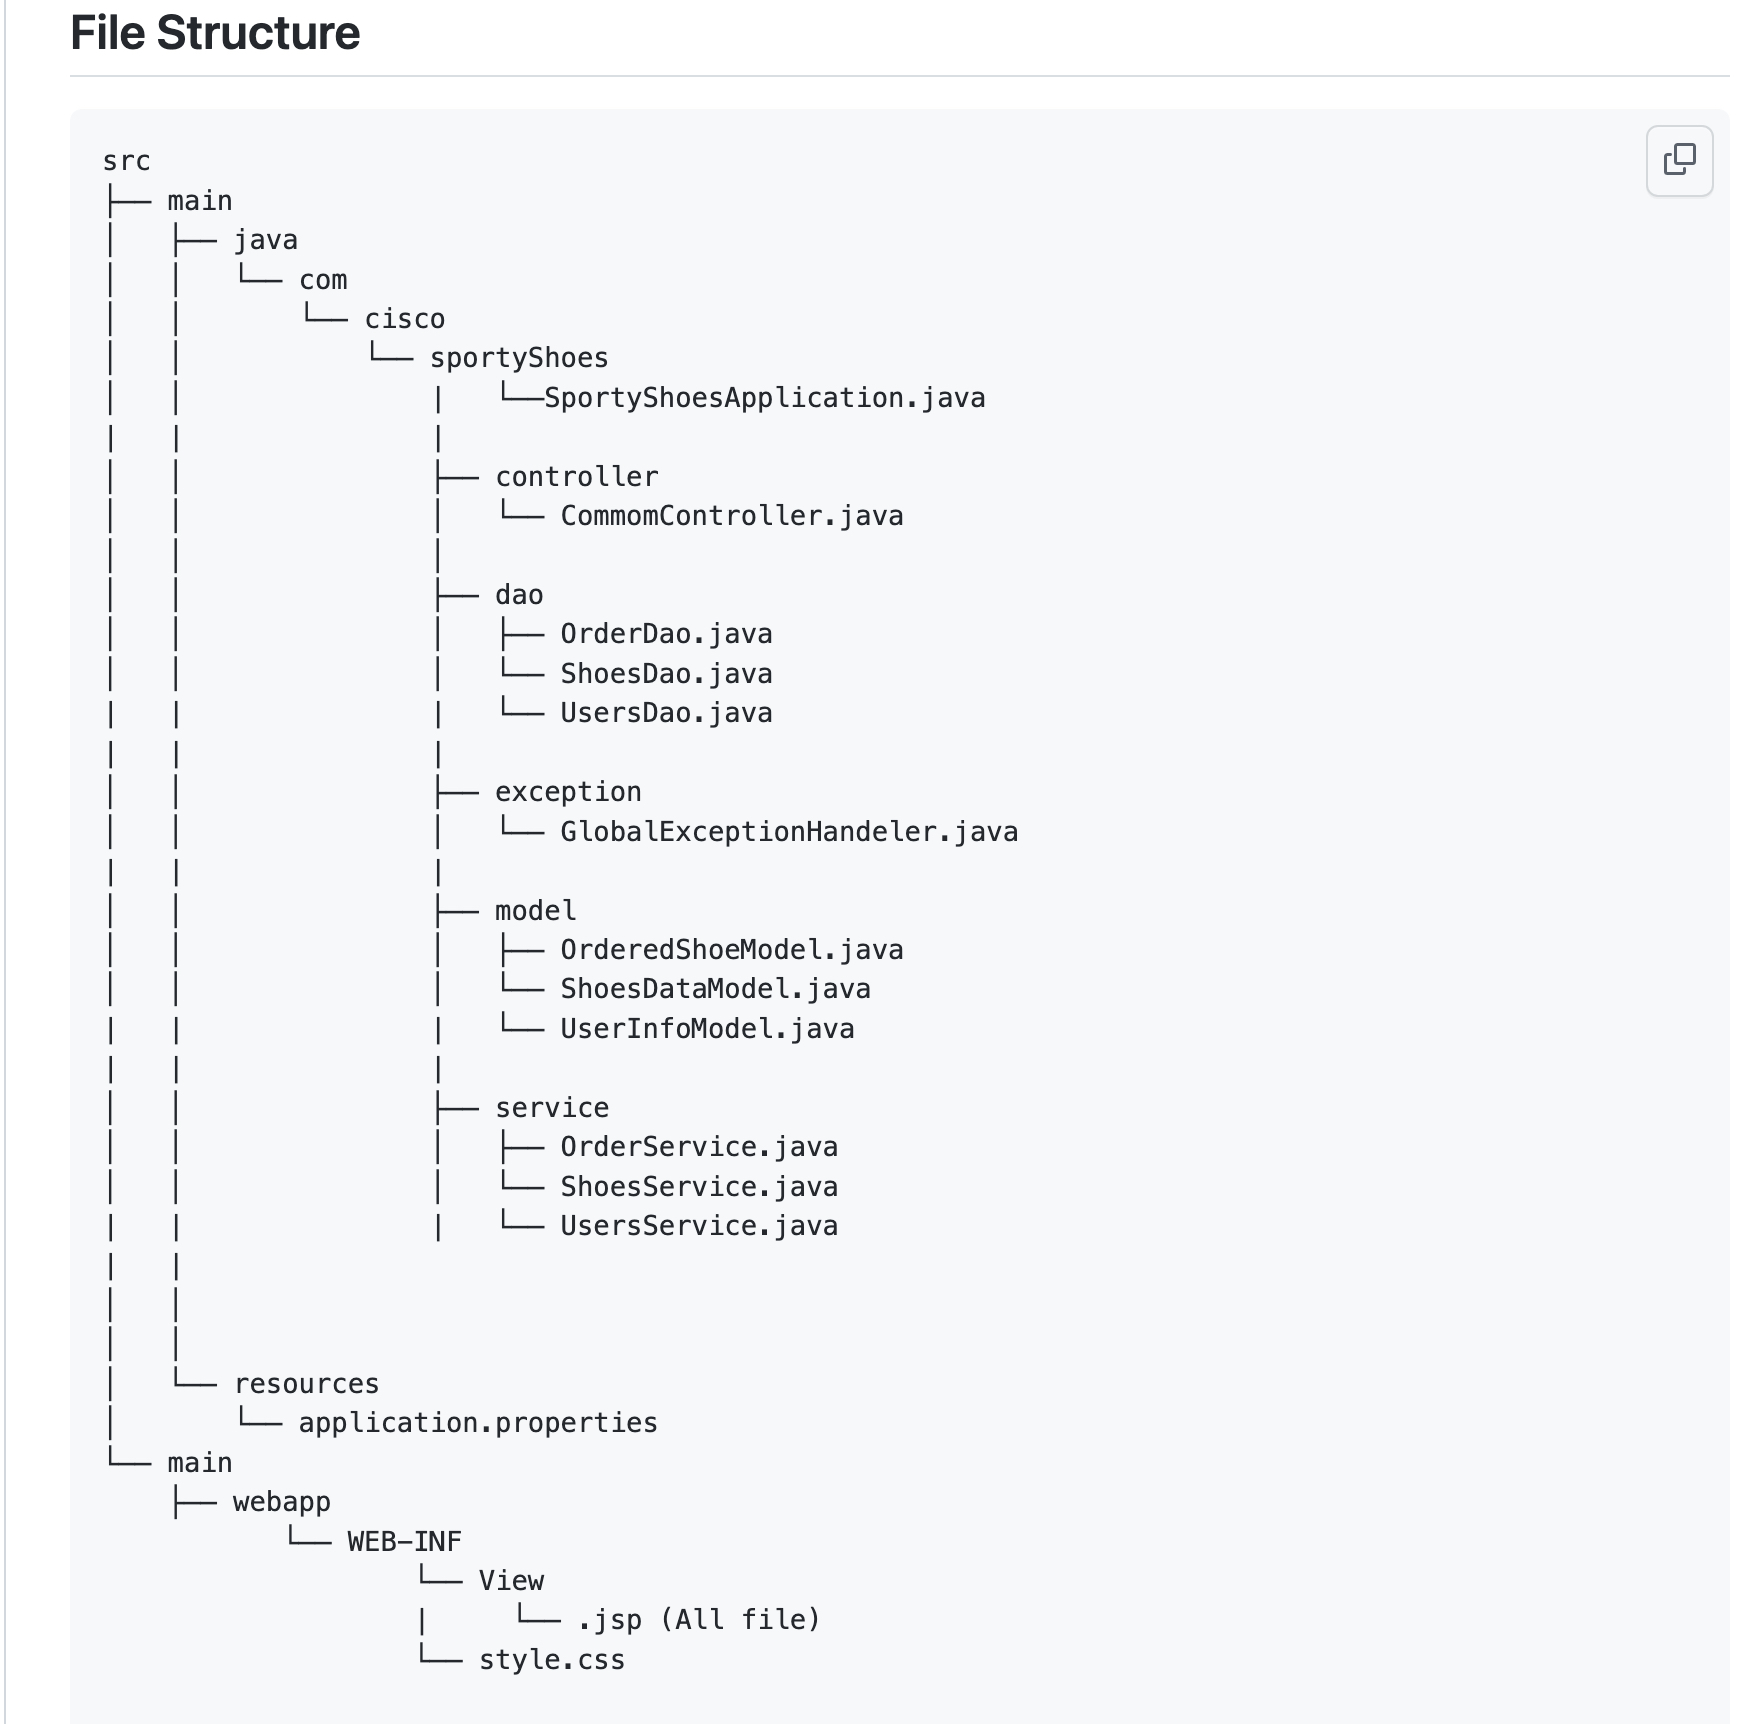 File Structure
src
├── main
│   ├── java
│   │   └── com
│   │       └── cisco
│   │           └── sportyShoes
│   │               |   └──SportyShoesApplication.java
|   |               |
│   │               ├── controller
│   │               │   └── CommomController.java
│   │               │
│   │               ├── dao
│   │               │   ├── OrderDao.java
│   │               │   └── ShoesDao.java
|   |               |   └── UsersDao.java
|   |               │
│   │               ├── exception
│   │               │   └── GlobalExceptionHandeler.java
|   |               |
│   │               ├── model
│   │               │   ├── OrderedShoeModel.java
│   │               │   └── ShoesDataModel.java
|   |               |   └── UserInfoModel.java
|   |               |
│   │               ├── service
│   │               │   ├── OrderService.java
│   │               │   └── ShoesService.java
|   |               |   └── UsersService.java
|   |
│   │
│   │
│   └── resources
│       └── application.properties
└── main
    ├── webapp
           └── WEB-INF
                   └── View
                   |     └── .jsp (All file)
                   └── style.css